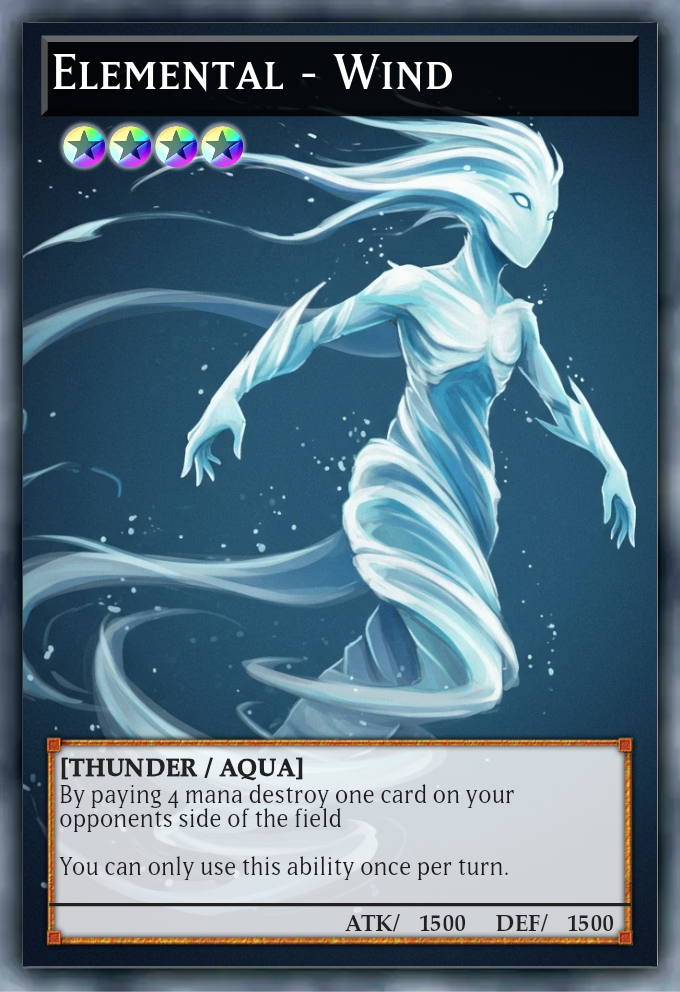 Elemental - Wind
[THUNDER / AQUA]
By paying 4 mana destroy one card on your
opponents side of the field
You can only use this ability once per turn.
ATK/ 1500 DEF/ 1500